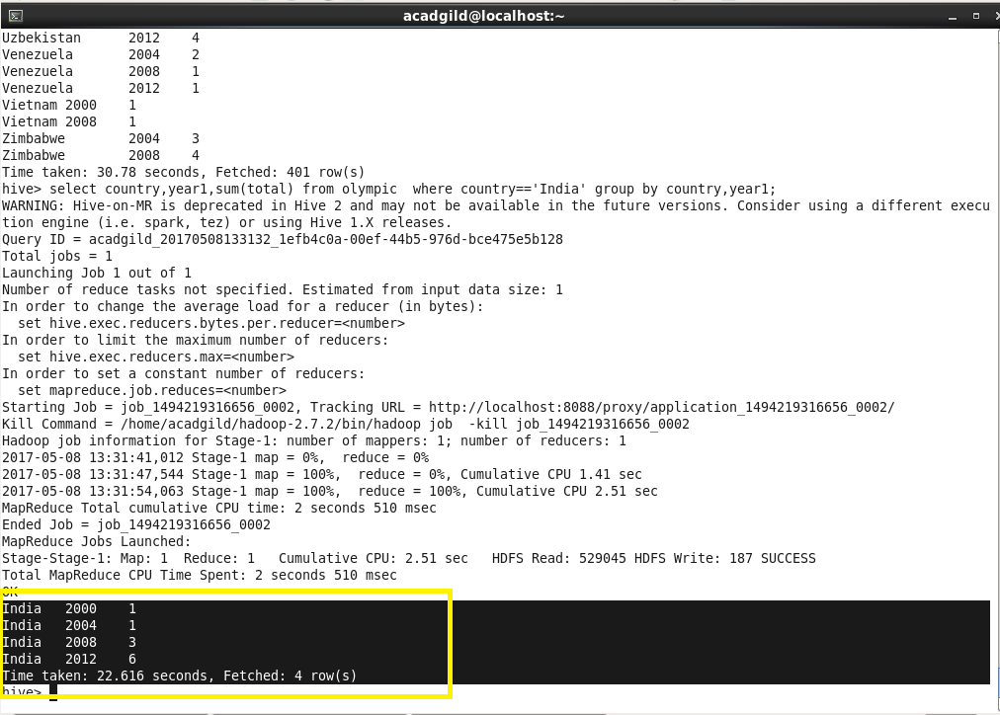 acadgild@localhost:~
Uzbekistan      2012    4
Venezuela       2004    2
Venezuela       2008    1
Venezuela       2012    1
Vietnam 2000    1
Vietnam 2008    1
Zimbabwe        2004    3
Zimbabwe        2008    4
Time taken: 30.78 seconds, Fetched: 401 row(s)
hive> select country,year1,sum(total) from olympic  where country=='India' group by country,year1;
WARNING: Hive-on-MR is deprecated in Hive 2 and may not be available in the future versions. Consider using a different execu
tion engine (i.e. spark, tez) or using Hive 1.X releases.
Query ID = acadgild_20170508133132_1efb4c0a-00ef-44b5-976d-bce475e5b128
Total jobs = 1
Launching Job 1 out of 1
Number of reduce tasks not specified. Estimated from input data size: 1
In order to change the average load for a reducer (in bytes):
  set hive.exec.reducers.bytes.per.reducer=<number>
In order to limit the maximum number of reducers:
  set hive.exec.reducers.max=<number>
In order to set a constant number of reducers:
  set mapreduce.job.reduces=<number>
Starting Job = job_1494219316656_0002, Tracking URL = http://localhost:8088/proxy/application_1494219316656_0002/
Kill Command = /home/acadgild/hadoop-2.7.2/bin/hadoop job  -kill job_1494219316656_0002
Hadoop job information for Stage-1: number of mappers: 1; number of reducers: 1
2017-05-08 13:31:41,012 Stage-1 map = 0%,  reduce = 0%
2017-05-08 13:31:47,544 Stage-1 map = 100%,  reduce = 0%, Cumulative CPU 1.41 sec
2017-05-08 13:31:54,063 Stage-1 map = 100%,  reduce = 100%, Cumulative CPU 2.51 sec
MapReduce Total cumulative CPU time: 2 seconds 510 msec
Ended Job = job_1494219316656_0002
MapReduce Jobs Launched:
Stage-Stage-1: Map: 1  Reduce: 1   Cumulative CPU: 2.51 sec   HDFS Read: 529045 HDFS Write: 187 SUCCESS
Total MapReduce CPU Time Spent: 2 seconds 510 msec
OK
India   2000    1
India   2004    1
India   2008    3
India   2012    6
Time taken: 22.616 seconds, Fetched: 4 row(s)
hive>